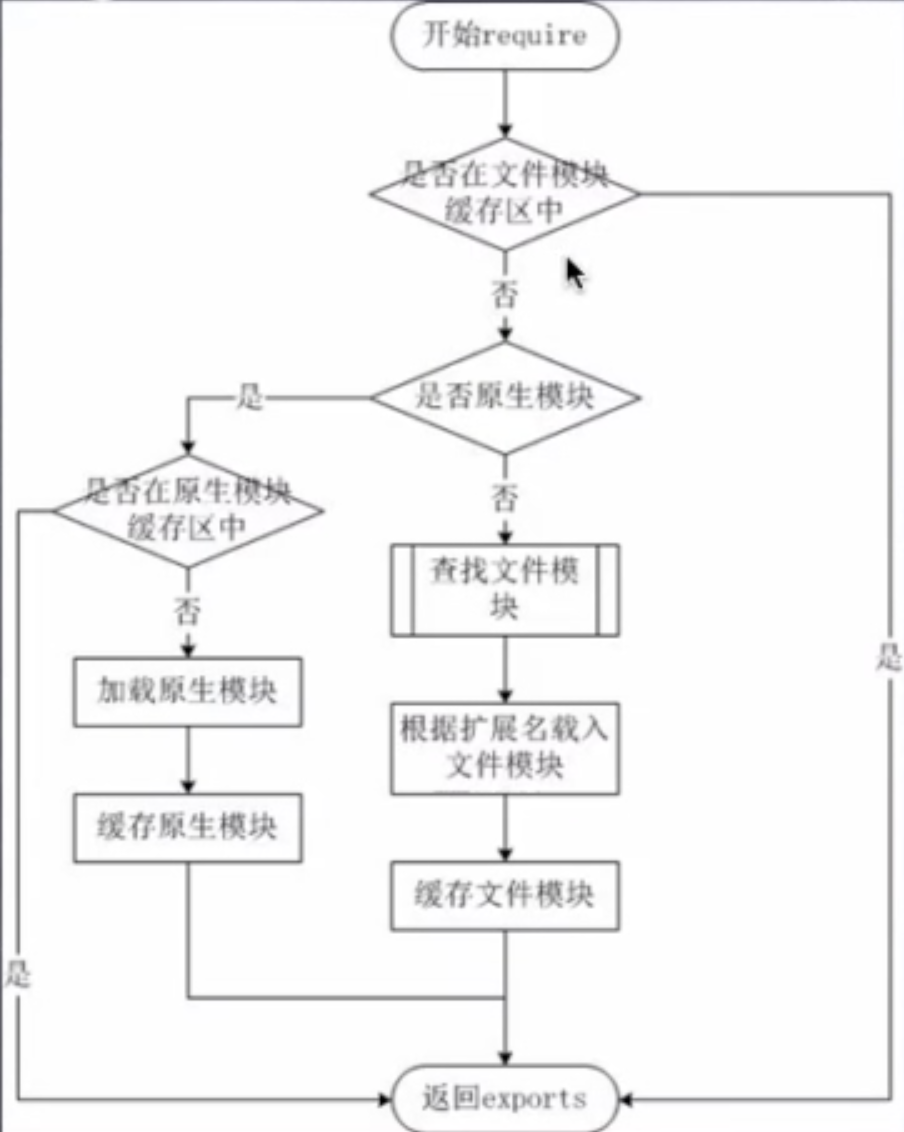 开始require
是否在文件模块
缓存区中
否
是否原生模块
是
是否在原生模块
缓存区中
否
查找文件模
块
否
是
加载原生模块
根据扩展名载入
文件模块
缓存原生模块
缓存文件模块
是
返回exports